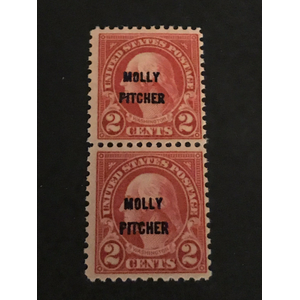 UNITED STATES POSTAGE
MOLLY
PITCHER
2 CENTS 2
UNITED STATES POSTAGE
MOLLY
PITCHER
2 CENTS 2